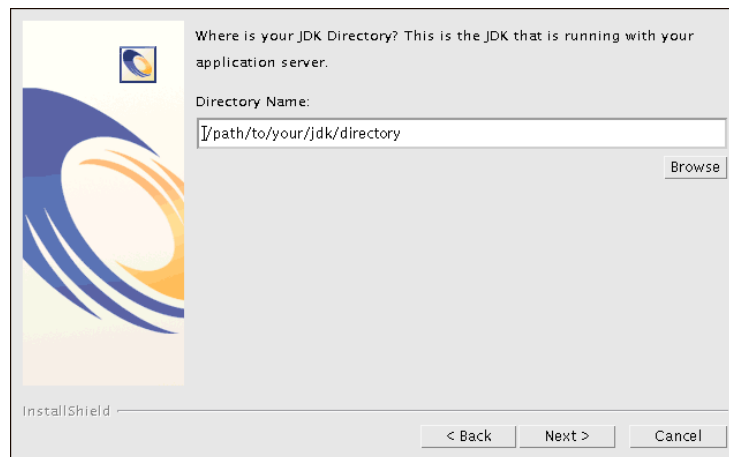 Where is your JDK Directory? This is the JDK that is running with your
application server.
Directory Name:
/path/to/your/jdk/directory
Browse
InstallShield
< Back
Next >
Cancel